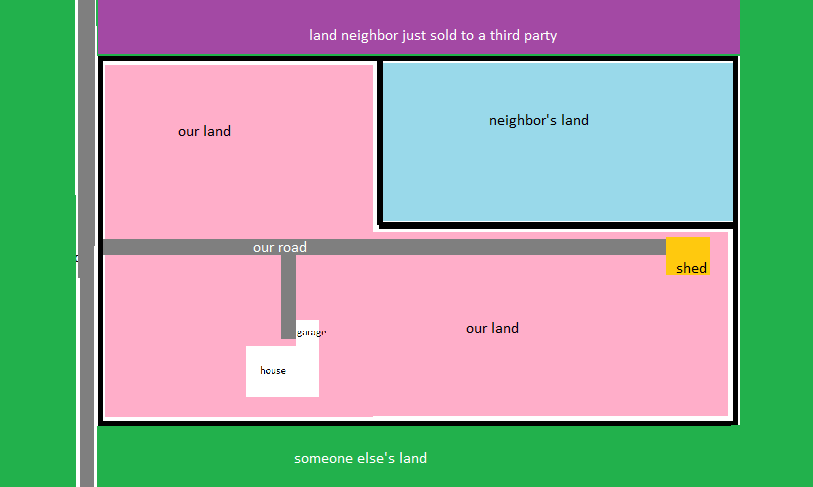 land neighbor just sold to a third party
neighbor's land
our land
our road
shed
our land
garage
house
someone else's land